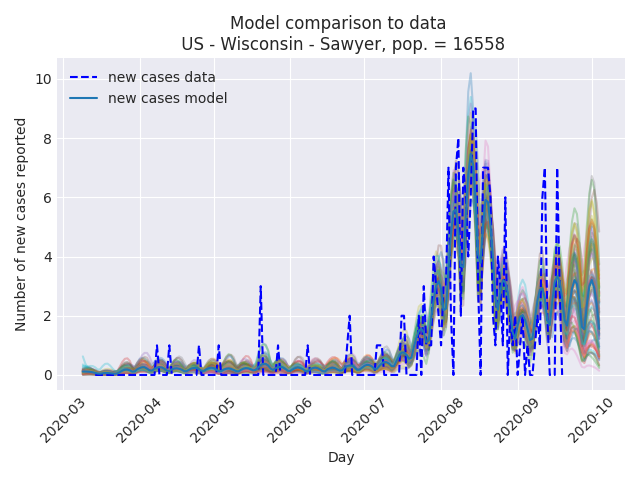 Model comparison to data
US - Wisconsin - Sawyer, pop. = 16558
new cases data
new cases model
Number of new cases reported
10
8
6
4
2
0
2020-03
2020-04
2020-05
2020-06
2020-07
2020-08
2020-09
2020-10
Day